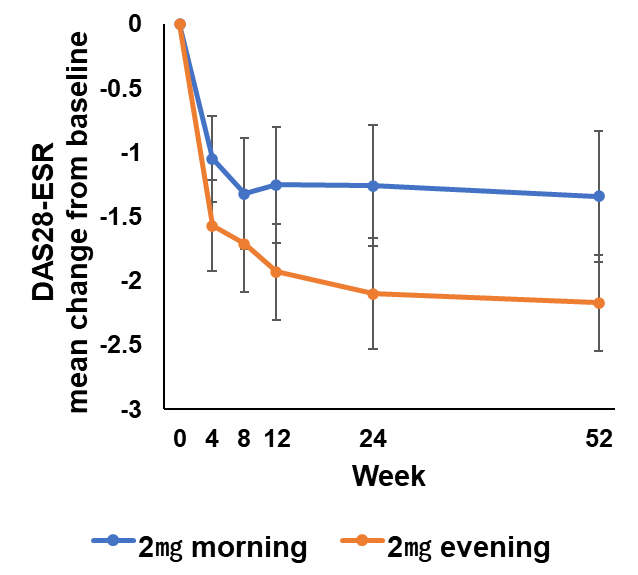 DAS28-ESR
mean change from baseline
0
-0.5
-1
-1.5
-2
-2.5
-3
0 4 8 12 24 52
Week
2㎎ morning 2㎎ evening